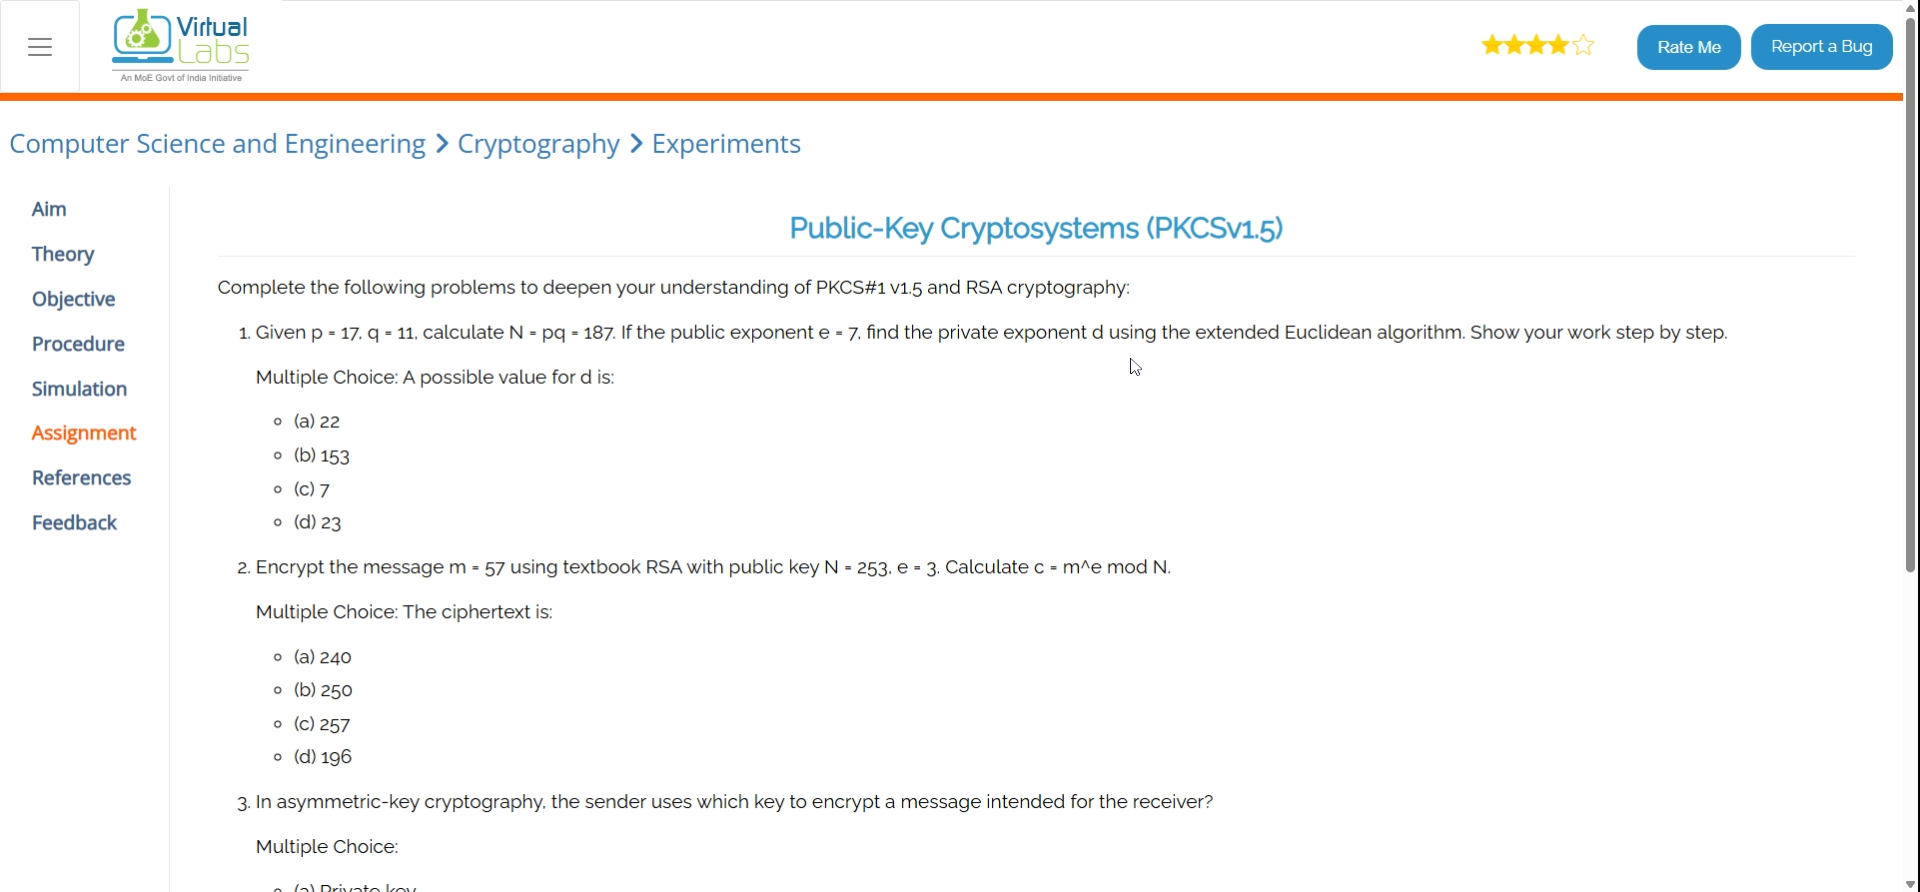 Virtual
Labs
An MoE Govt of India Initiative
Rate Me
Report a Bug
Computer Science and Engineering > Cryptography > Experiments
Aim
Theory
Objective
Procedure
Simulation
Assignment
References
Feedback
Public-Key Cryptosystems (PKCSv1.5)
Complete the following problems to deepen your understanding of PKCS#1 v1.5 and RSA cryptography:
1. Given p = 17, q = 11, calculate N = pq = 187. If the public exponent e = 7, find the private exponent d using the extended Euclidean algorithm. Show your work step by step.
Multiple Choice: A possible value for d is:
(a) 22
(b) 153
(c) 7
(d) 23
2. Encrypt the message m = 57 using textbook RSA with public key N = 253, e = 3. Calculate c = m^e mod N.
Multiple Choice: The ciphertext is:
(a) 240
(b) 250
(c) 257
(d) 196
3. In asymmetric-key cryptography, the sender uses which key to encrypt a message intended for the receiver?
Multiple Choice:
(a) Private key